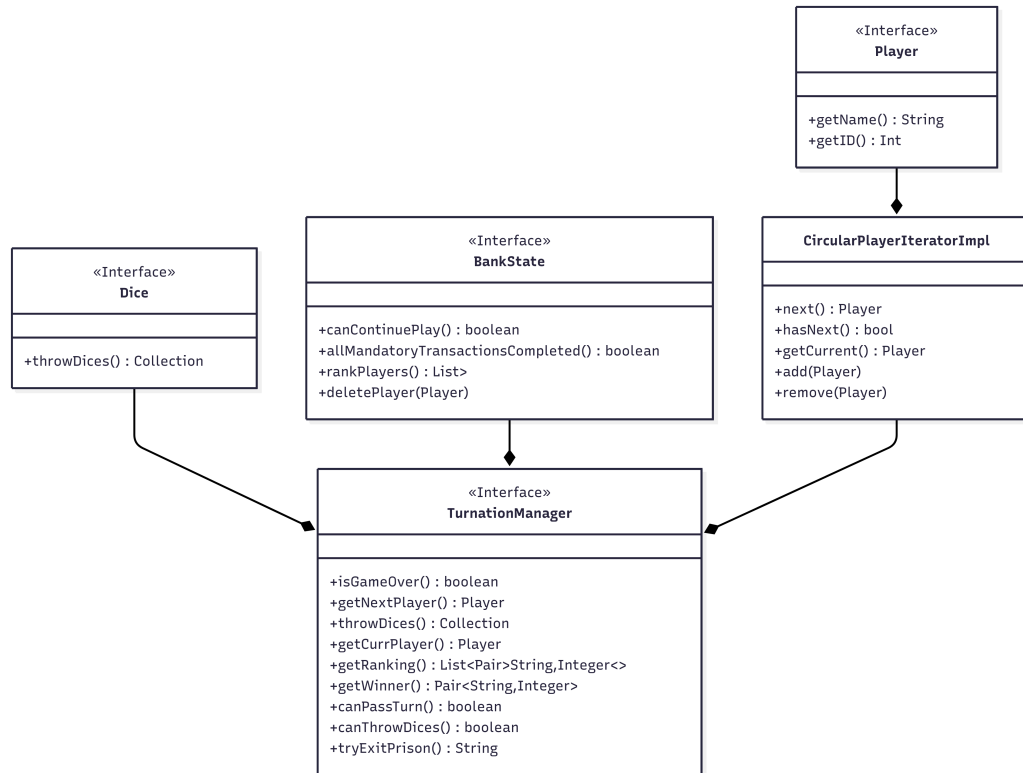 «Interface»
Player
+getName() : String
+getID() : Int
«Interface»
Dice
+throwDices() : Collection
«Interface»
BankState
+canContinuePlay() : boolean
+allMandatoryTransactionsCompleted() : boolean
+rankPlayers() : List>
+deletePlayer(Player)
CircularPlayerIteratorImpl
+next() : Player
+hasNext() : bool
+getCurrent() : Player
+add(Player)
+remove(Player)
«Interface»
TurnationManager
+isGameOver() : boolean
+getNextPlayer() : Player
+throwDices() : Collection
+getCurrPlayer() : Player
+getRanking() : List<Pair>String,Integer<>
+getWinner() : Pair<String,Integer>
+canPassTurn() : boolean
+canThrowDices() : boolean
+tryExitPrison() : String